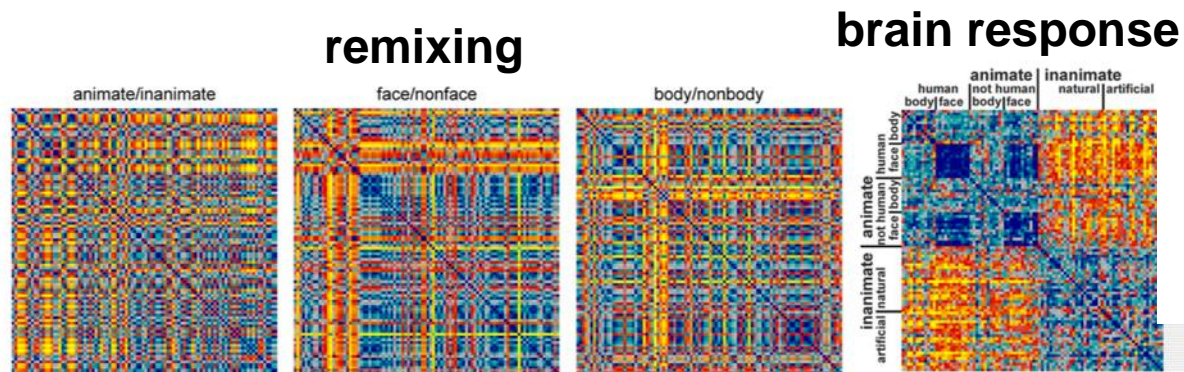 remixing
brain response
animate/inanimate
face/nonface
body/nonbody
animate inanimate
human not human natural artificial
body face body face
animate
human
body
face
not human
body
face
inanimate
natural
artificial